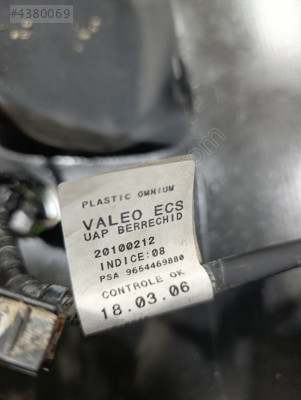 #4380069
PLASTIC OMNIUM
VALEO ECS
UAP BERRECHID
20100212
INDICE:08
PSA 9654469880
CONTROLE OK
18.03.06